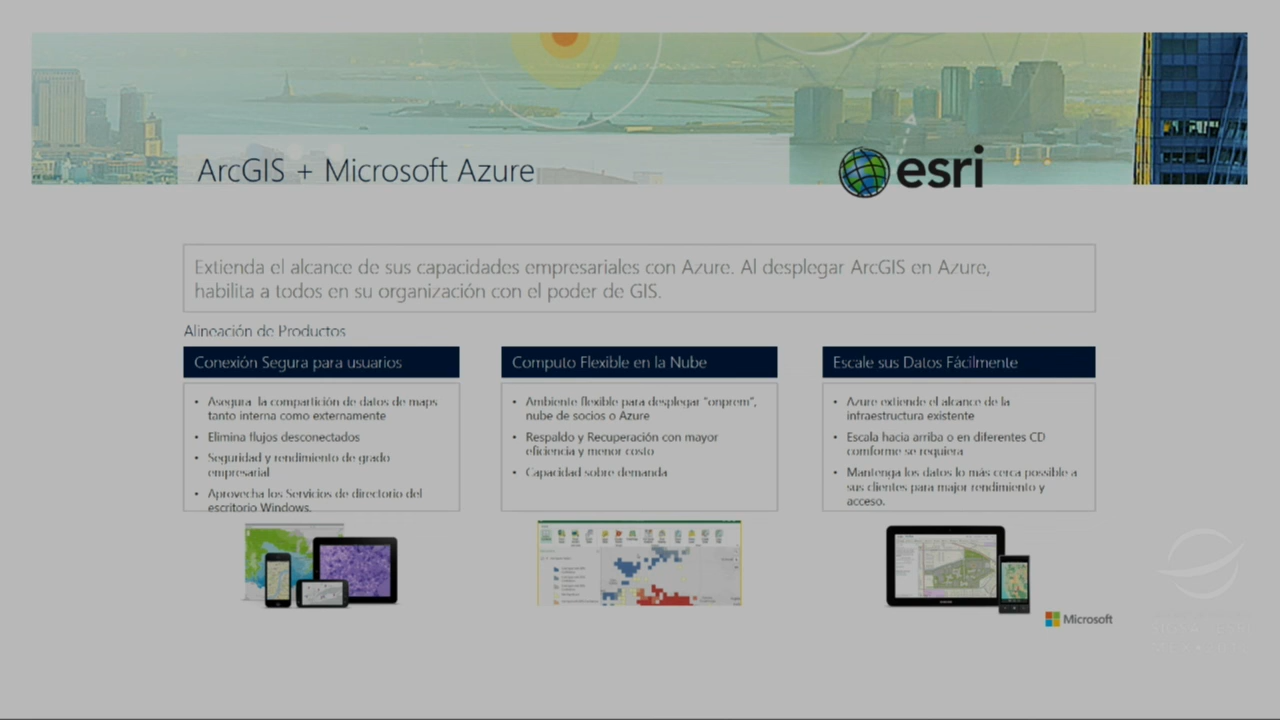 ArcGIS + Microsoft Azure
esri
Extienda el alcance de sus capacidades empresariales con Azure. Al desplegar ArcGIS en Azure,
habilita a todos en su organización con el poder de GIS.
Alineación de Productos
Conexión Segura para usuarios
• Asegura la compartición de datos de maps
tanto interna como externamente
• Elimina flujos desconectados
• Seguridad y rendimiento de grado
empresarial
• Aprovecha los Servicios de directorio del
escritorio Windows.
Computo Flexible en la Nube
• Ambiente flexible para desplegar "onprem",
nube de socios o Azure
• Respaldo y Recuperación con mayor
eficiencia y menor costo
• Capacidad sobre demanda
Escale sus Datos Fácilmente
• Azure extiende el alcance de la
infraestructura existente
• Escala hacia arriba o en diferentes CD
comforme se requiera
• Mantenga los datos lo más cerca possible a
sus clientes para major rendimiento y
acceso.
Microsoft